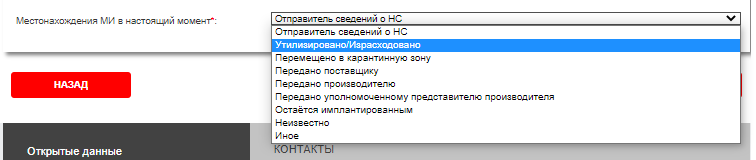 Местонахождения МИ в настоящий момент*:
Отправитель сведений о НС
Отправитель сведений о НС
Утилизировано/Израсходовано
Перемещено в карантинную зону
Передано поставщику
Передано производителю
Передано уполномоченному представителю производителя
Остаётся имплантированным
Неизвестно
Иное
НАЗАД
Открытые данные
КОНТАКТЫ